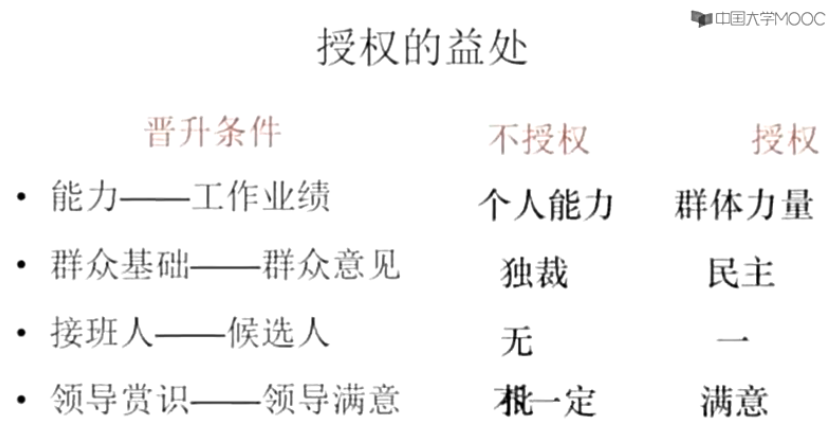 中国大学MOOC
授权的益处
晋升条件 不授权 授权
• 能力——工作业绩 个人能力 群体力量
• 群众基础——群众意见 独裁 民主
• 接班人——候选人 无 一
• 领导赏识——领导满意 一定 满意